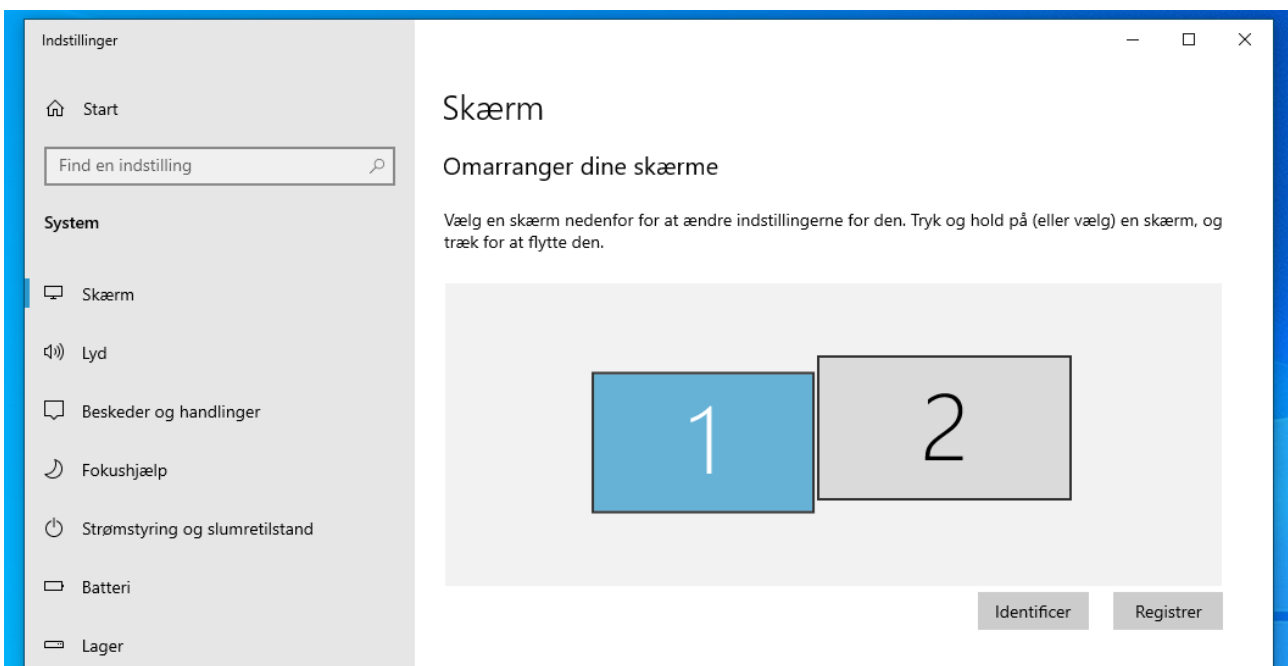 Indstillinger
Start
Find en indstilling
System
Skærm
Lyd
Beskeder og handlinger
Fokushjælp
Strømstyring og slumretilstand
Batteri
Lager
Skærm
Omarranger dine skærme
Vælg en skærm nedenfor for at ændre indstillingerne for den. Tryk og hold på (eller vælg) en skærm, og
træk for at flytte den.
1
2
Identificer
Registrer